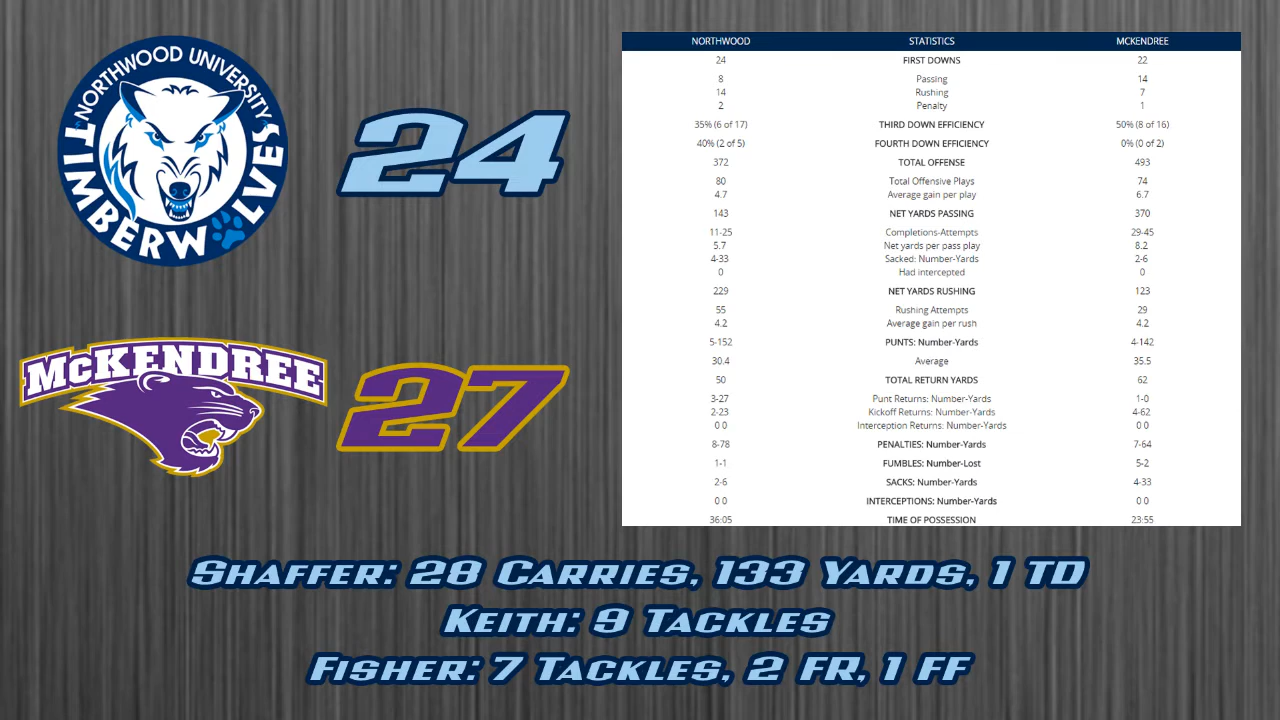 NORTHWOOD UNIVERSITY
TIMBERWOLVES
24
McKENDREE
27
NORTHWOOD STATISTICS MCKENDREE
24 FIRST DOWNS 22
8 Passing 14
14 Rushing 7
2 Penalty 1
35% (6 of 17) THIRD DOWN EFFICIENCY 50% (8 of 16)
40% (2 of 5) FOURTH DOWN EFFICIENCY 0% (0 of 2)
372 TOTAL OFFENSE 493
80 Total Offensive Plays 74
4.7 Average gain per play 6.7
143 NET YARDS PASSING 370
11-25 Completions-Attempts 29-45
5.7 Net yards per pass play 8.2
4-33 Sacked: Number-Yards 2-6
0 Had intercepted 0
229 NET YARDS RUSHING 123
55 Rushing Attempts 29
4.2 Average gain per rush 4.2
5-152 PUNTS: Number-Yards 4-142
30.4 Average 35.5
50 TOTAL RETURN YARDS 62
3-27 Punt Returns: Number-Yards 1-0
2-23 Kickoff Returns: Number-Yards 4-62
0 0 Interception Returns: Number-Yards 0 0
8-78 PENALTIES: Number-Yards 7-64
1-1 FUMBLES: Number-Lost 5-2
2-6 SACKS: Number-Yards 4-33
0 0 INTERCEPTIONS: Number-Yards 0 0
36:05 TIME OF POSSESSION 23:55
Shaffer: 28 Carries, 133 Yards, 1 TD
Keith: 9 Tackles
Fisher: 7 Tackles, 2 FR, 1 FF